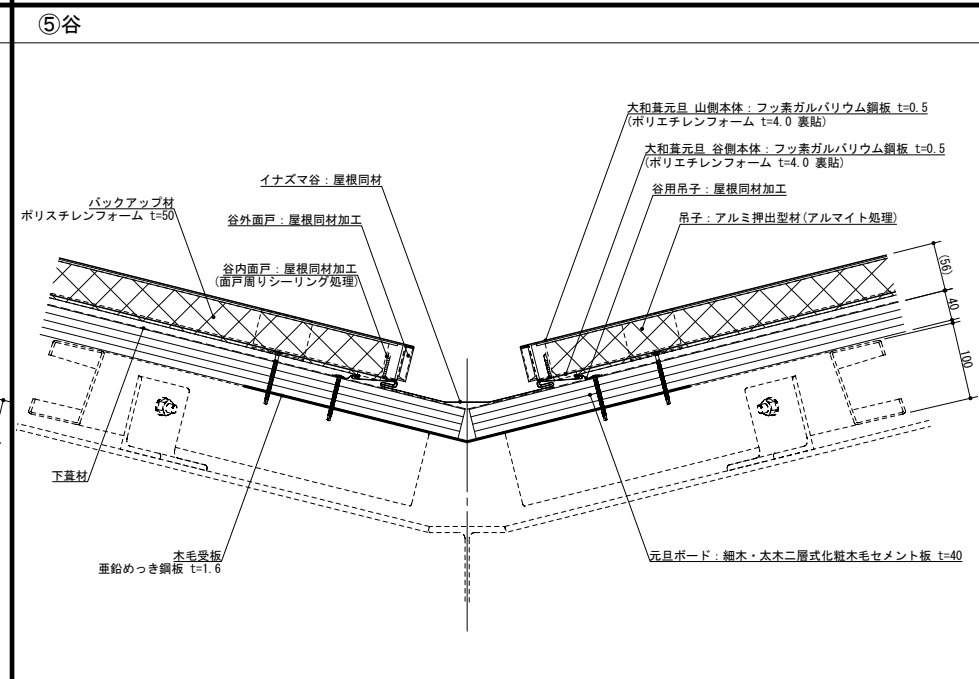 ⑤谷
大和葺元旦 山側本体：フッ素ガルバリウム鋼板 t=0.5
(ポリエチレンフォーム t=4.0 裏貼)
大和葺元旦 谷側本体：フッ素ガルバリウム鋼板 t=0.5
(ポリエチレンフォーム t=4.0 裏貼)
イナズマ谷：屋根同材
谷用吊子：屋根同材加工
バックアップ材
ポリスチレンフォーム t=50
谷外面戸：屋根同材加工
吊子：アルミ押出型材(アルマイト処理)
谷内面戸：屋根同材加工
(面戸周りシーリング処理)
(56)
40
100
下葺材
木毛受板
亜鉛めっき鋼板 t=1.6
元旦ボード：細木・太木二層式化粧木毛セメント板 t=40